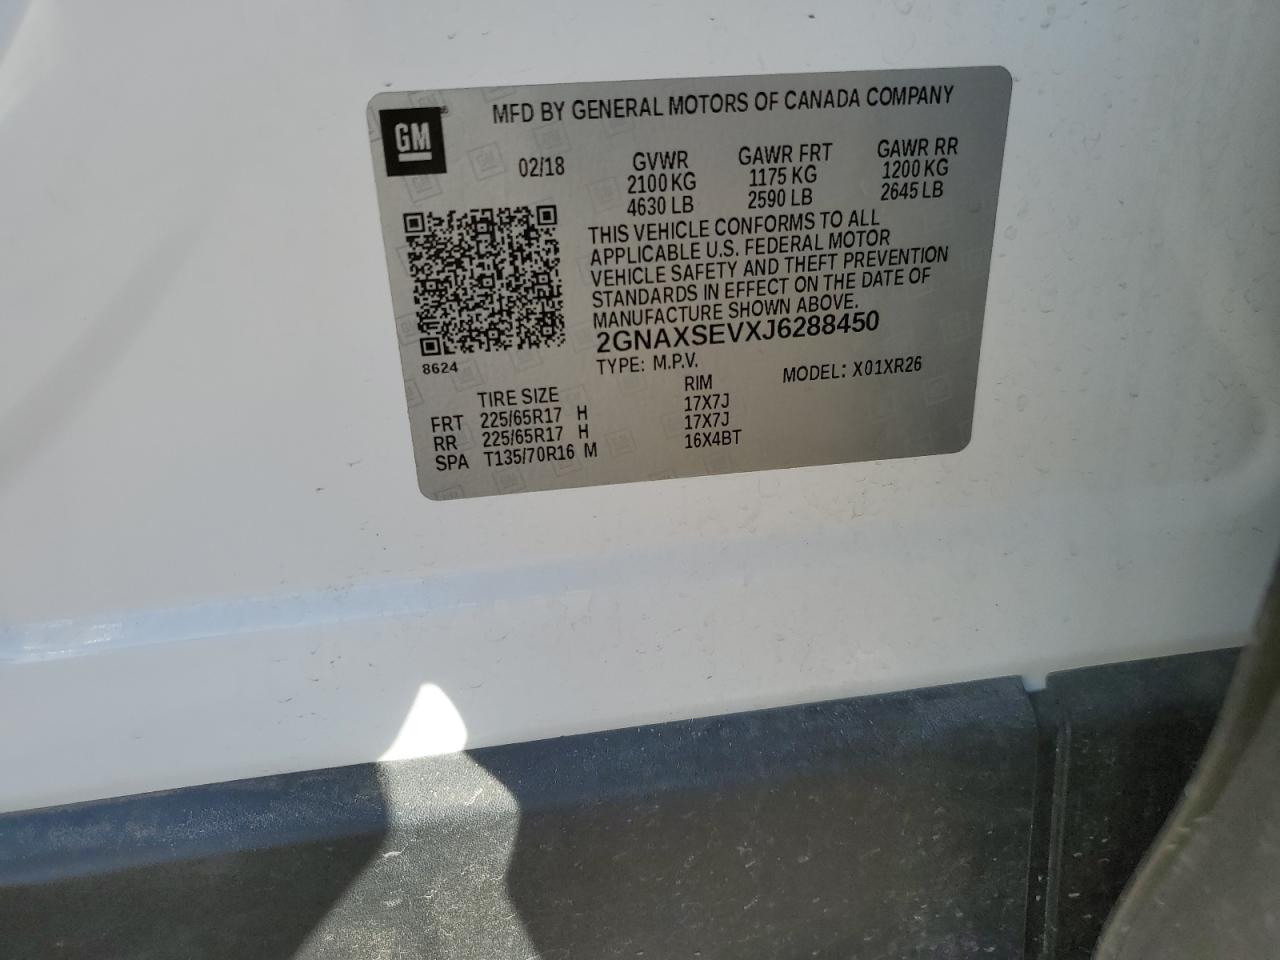 GM
MFD BY GENERAL MOTORS OF CANADA COMPANY
02/18 GVWR GAWR FRT GAWR RR
2100 KG 1175 KG 1200 KG
4630 LB 2590 LB 2645 LB
THIS VEHICLE CONFORMS TO ALL
APPLICABLE U.S. FEDERAL MOTOR
VEHICLE SAFETY AND THEFT PREVENTION
STANDARDS IN EFFECT ON THE DATE OF
MANUFACTURE SHOWN ABOVE.
2GNAXSEVXJ6288450
8624 TYPE: M.P.V. MODEL: X01XR26
TIRE SIZE RIM
FRT 225/65R17 H 17X7J
RR 225/65R17 H 17X7J
SPA T135/70R16 M 16X4BT